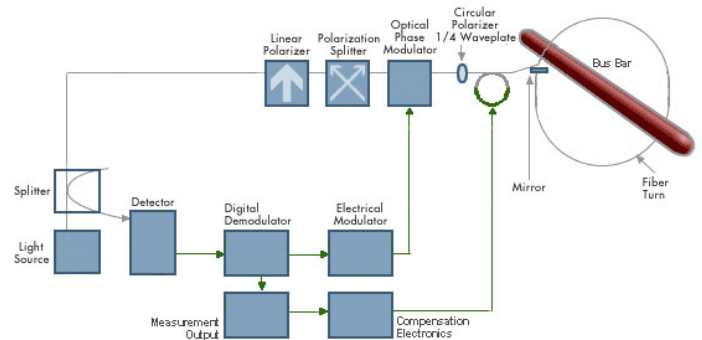 Linear
Polarizer
Polarization
Splitter
Optical
Phase
Modulator
Circular
Polarizer
1/4 Waveplate
Bus Bar
Mirror
Fiber
Turn
Splitter
Light
Source
Detector
Digital
Demodulator
Electrical
Modulator
Measurement
Output
Compensation
Electronics